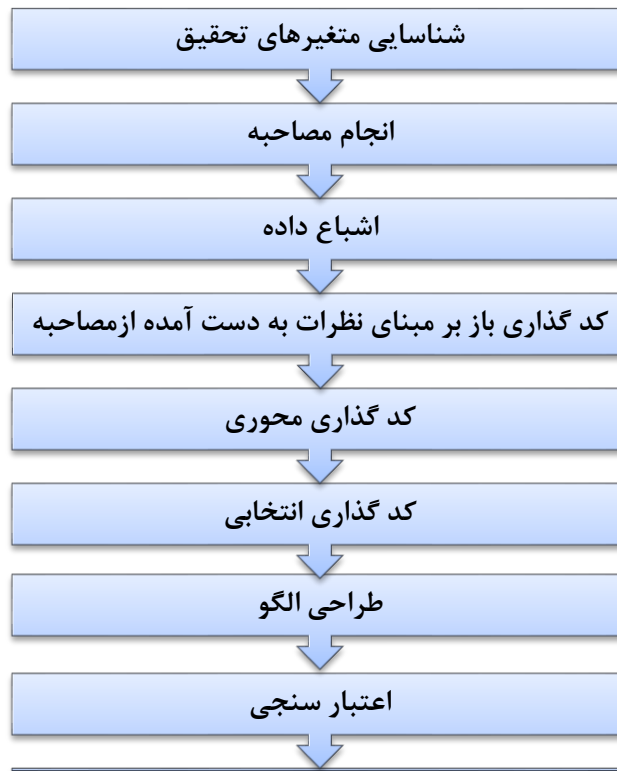 شناسایی متغیرهای تحقیق
انجام مصاحبه
اشباع داده
کد گذاری باز بر مبنای نظرات به دست آمده ازمصاحبه
کد گذاری محوری
کد گذاری انتخابی
طراحی الگو
اعتبار سنجی